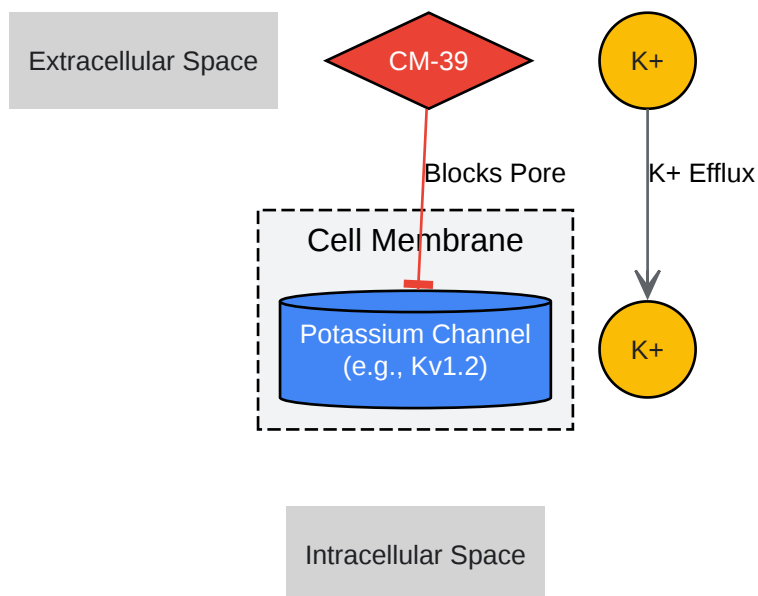 Extracellular Space
CM-39
K+
Blocks Pore
K+ Efflux
Cell Membrane
Potassium Channel
(e.g., Kv1.2)
K+
Intracellular Space